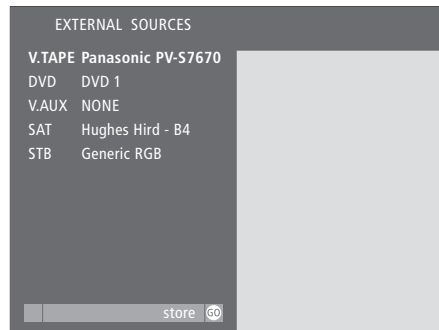 EXTERNAL SOURCES
V.TAPE Panasonic PV-S7670
DVD DVD 1
V.AUX NONE
SAT Hughes Hird - B4
STB Generic RGB
store GO